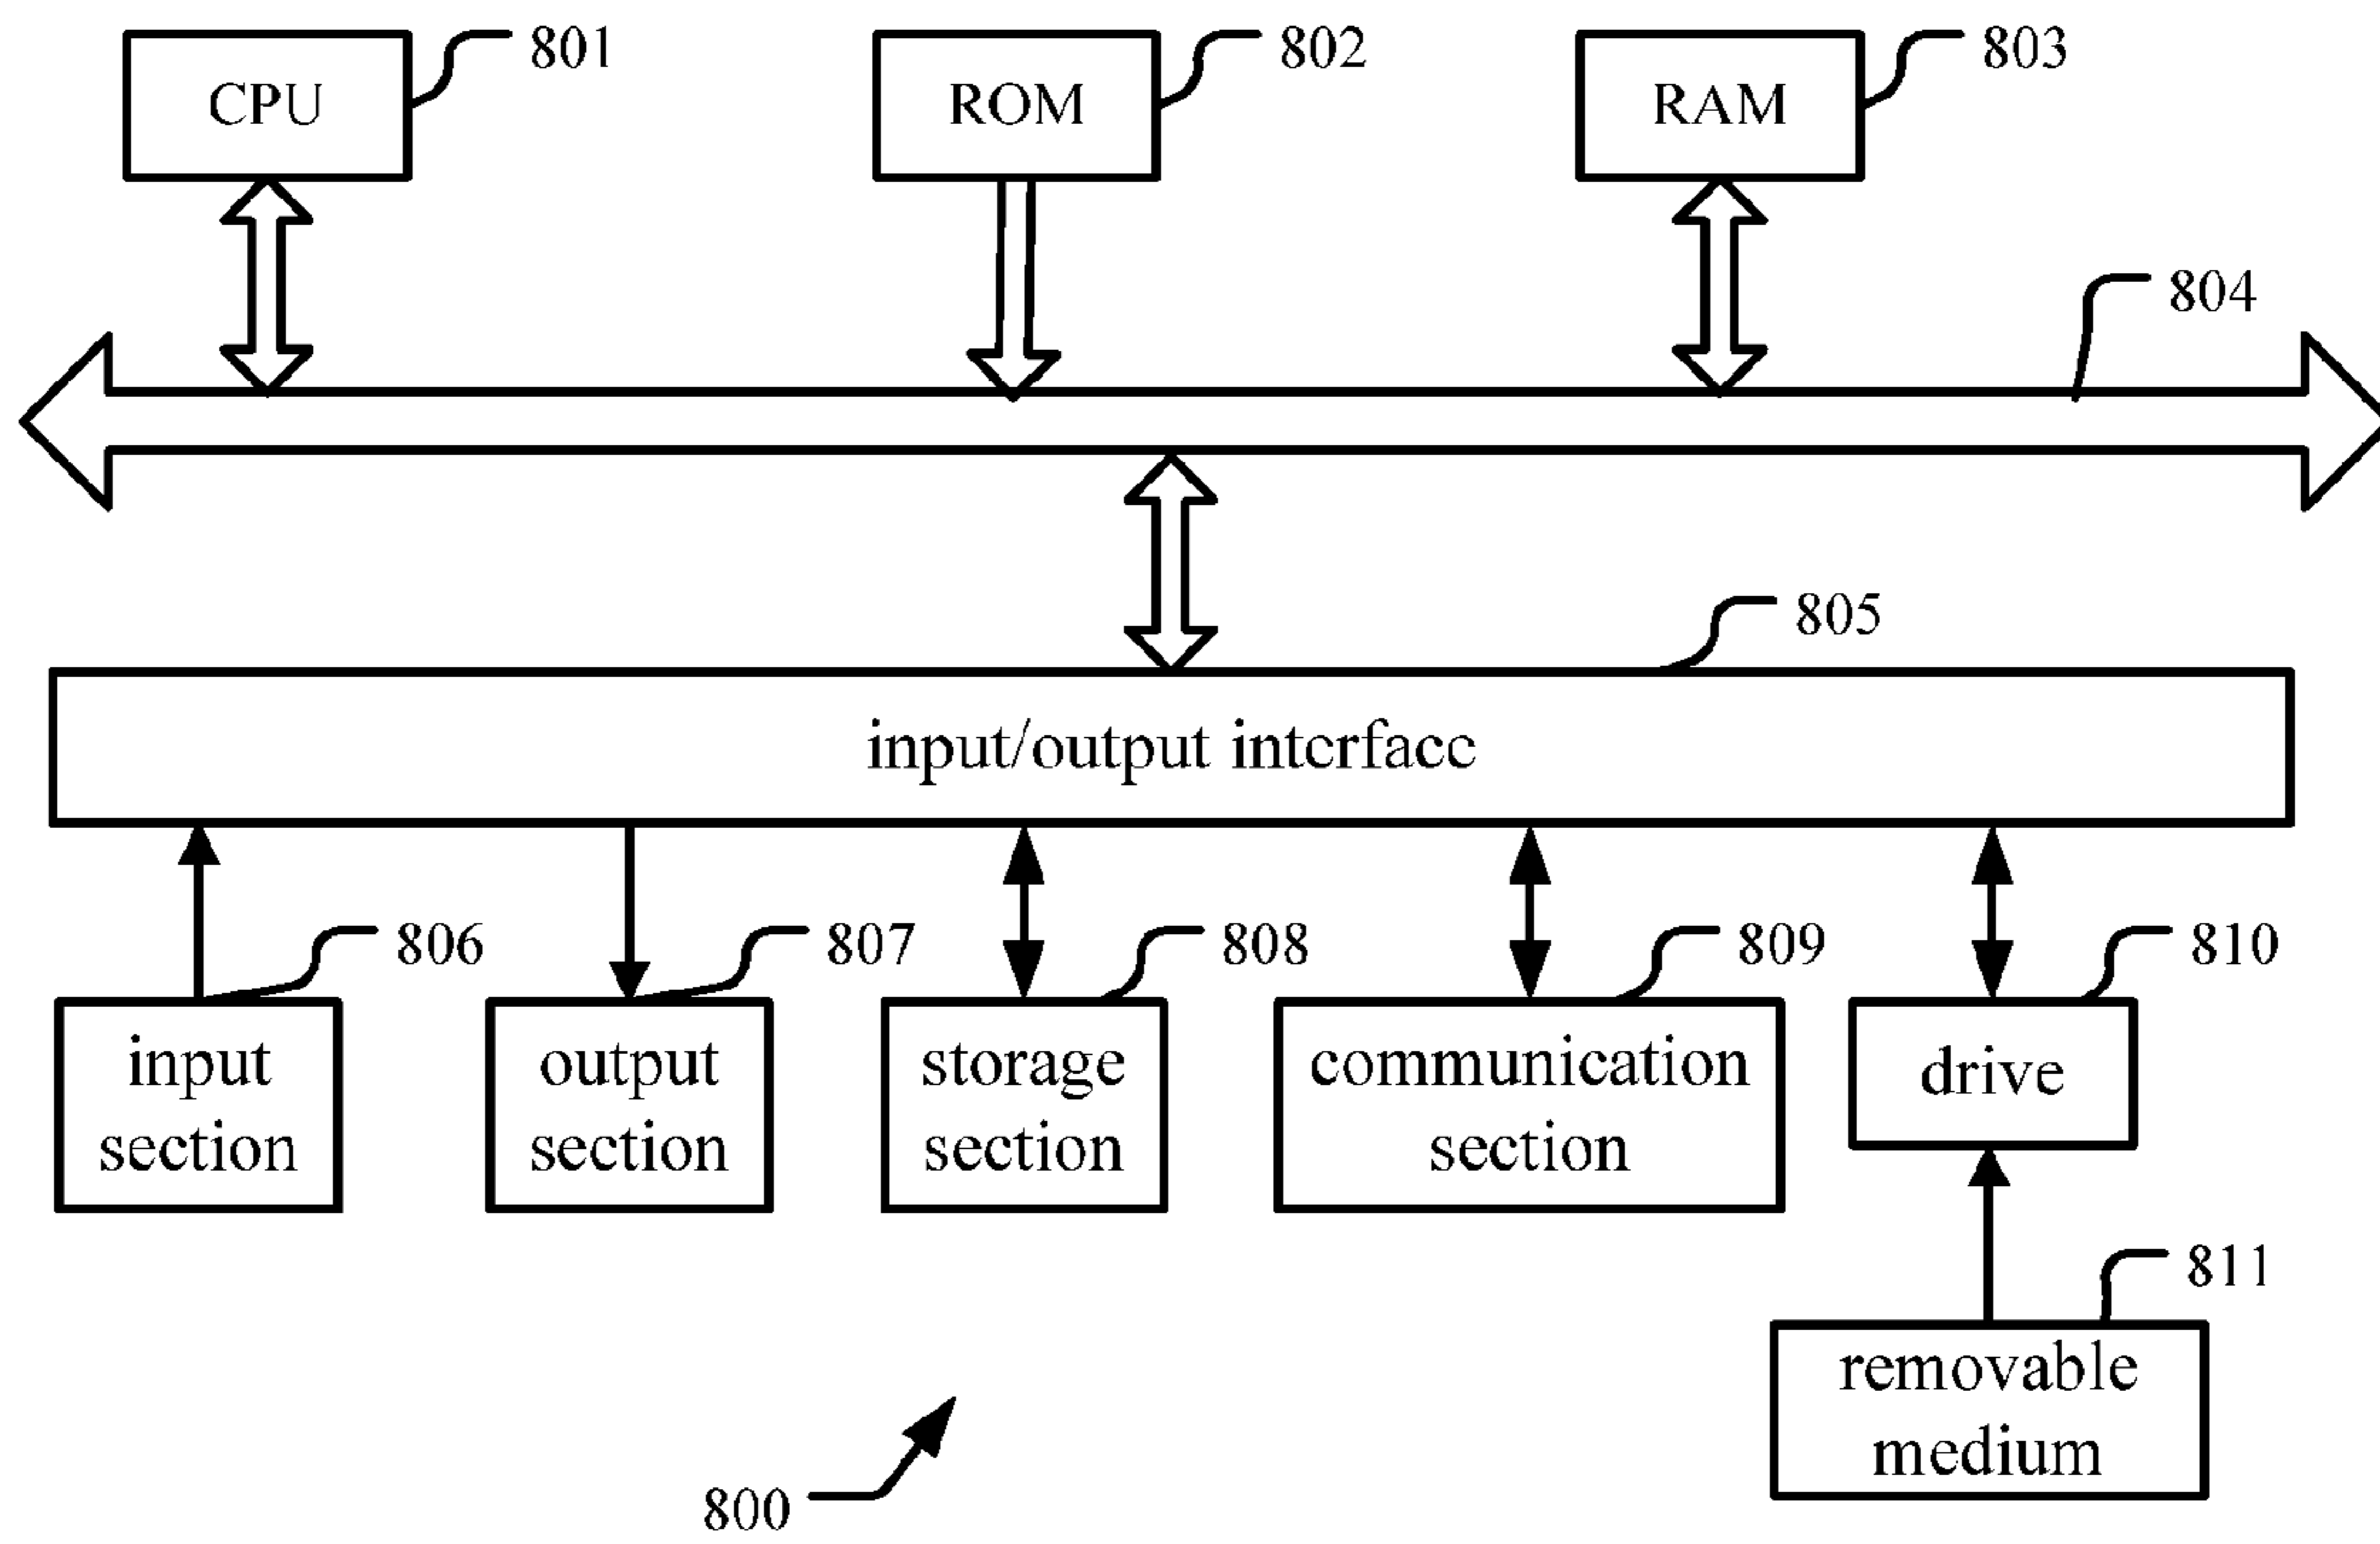 CPU
801
ROM
802
RAM
803
804
805
input/output interface
806
807
808
809
810
input
section
output
section
storage
section
communication
section
drive
811
removable
medium
800